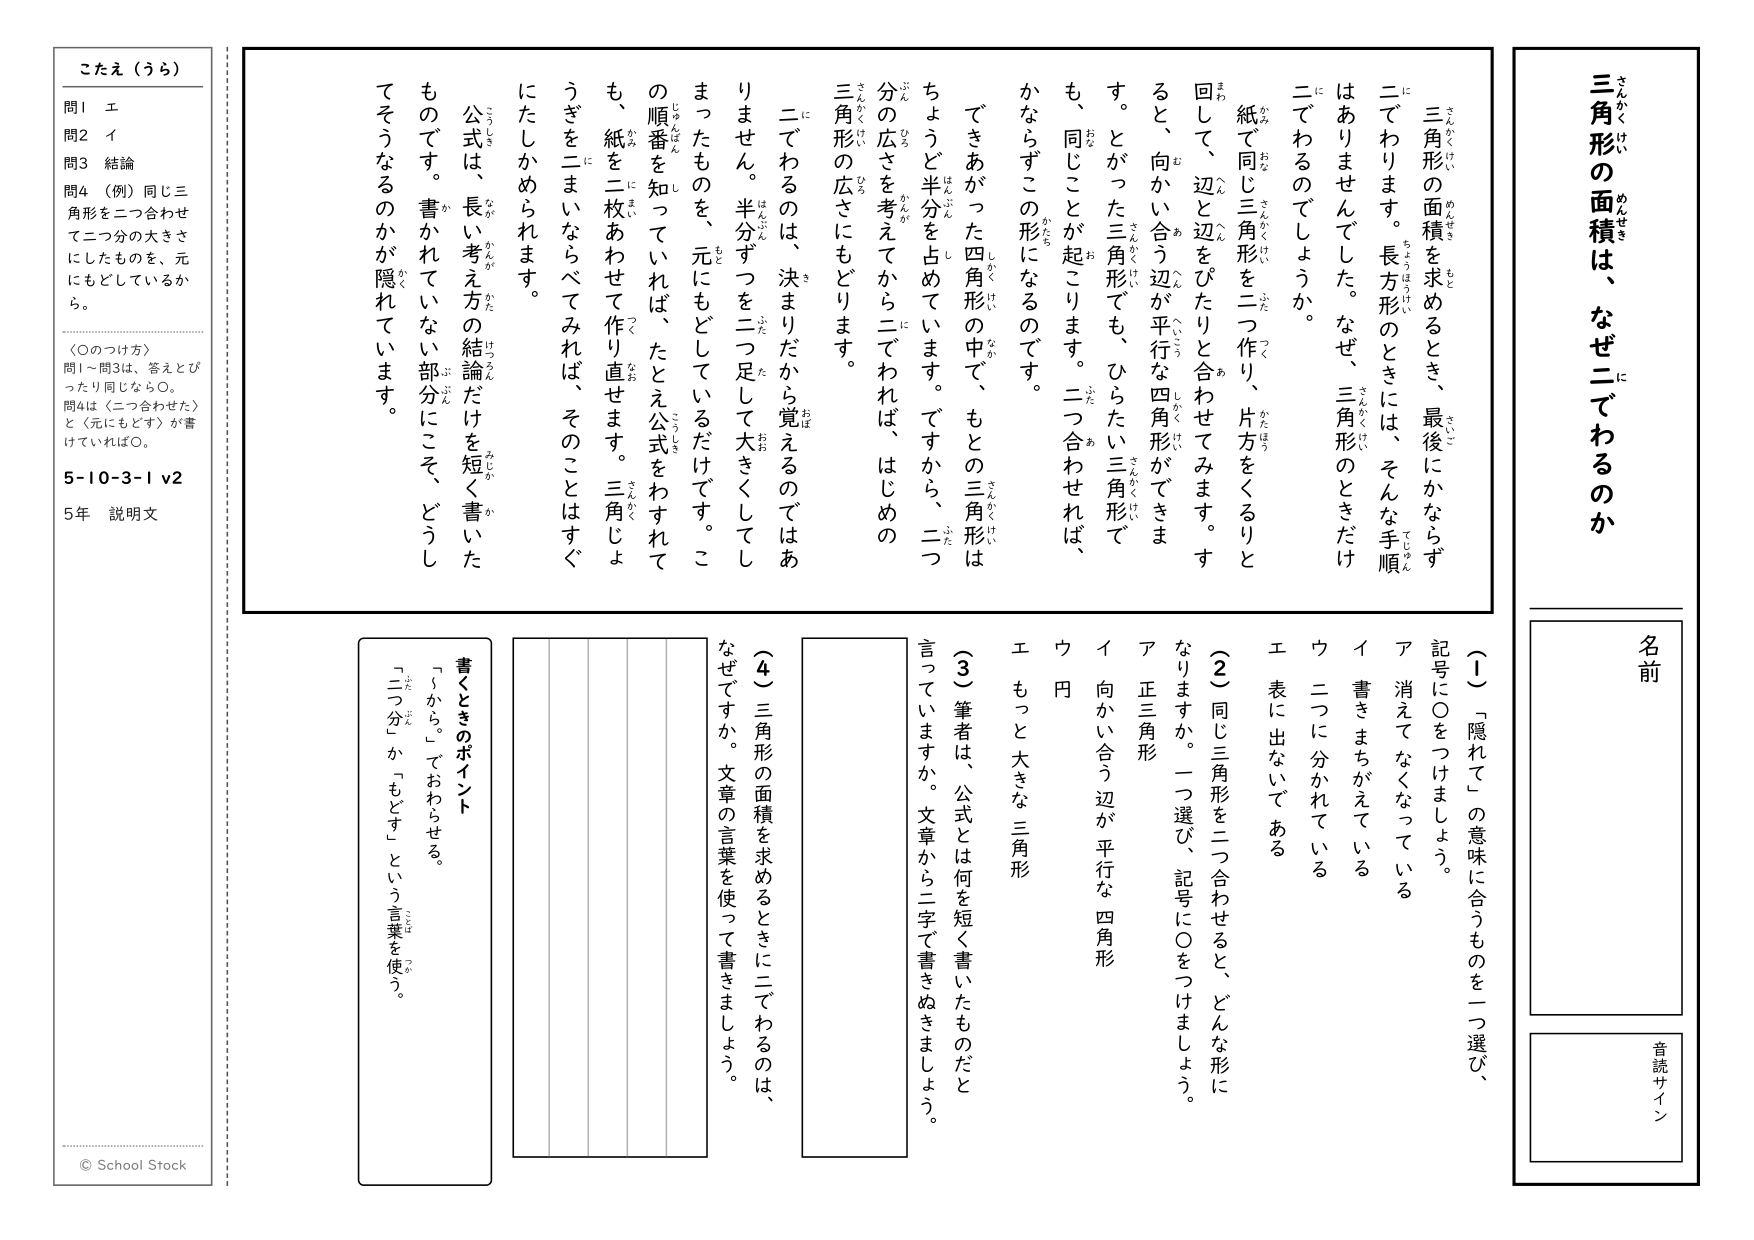 三角形の面積は、なぜ二でわるのか
名前
音読サイン
三角形の面積を求めるとき、最後にかならず
二でわります。長方形のときには、そんな手順
はありませんでした。なぜ、三角形のときだけ
二でわるのでしょうか。
紙で同じ三角形を二つ作り、片方をくるりと
回して、辺と辺をぴたりと合わせてみます。す
ると、向かい合う辺が平行な四角形ができま
す。とがった三角形でも、ひらたい三角形で
も、同じことが起こります。二つ合わせれば、
かならずこの形になるのです。
できあがった四角形の中で、もとの三角形は
ちょうど半分を占めています。ですから、二つ
分の広さを考えてから二でわれば、はじめの
三角形の広さにもどります。
二でわるのは、決まりだから覚えるのではあ
りません。半分ずつを二つ足して大きくしてし
まったものを、元にもどしているだけです。こ
の順番を知っていれば、たとえ公式をわすれて
も、紙を二枚あわせて作り直せます。三角じょ
うぎを二まいならべてみれば、そのことはすぐ
にたしかめられます。
公式は、長い考え方の結論だけを短く書いた
ものです。書かれていない部分にこそ、どうし
てそうなるのかが隠れています。
(1)「隠れて」の意味に合うものを一つ選び、
記号に○をつけましょう。
ア 消えて なくなって いる
イ 書き まちがえて いる
ウ 二つに 分かれて いる
エ 表に 出ないで ある
(2) 同じ三角形を二つ合わせると、どんな形に
なりますか。一つ選び、記号に○をつけましょう。
ア 正三角形
イ 向かい合う 辺が 平行な 四角形
ウ 円
エ もっと 大きな 三角形
(3) 筆者は、公式とは何を短く書いたものだと
言っていますか。文章から二字で書きぬきましょう。
(4) 三角形の面積を求めるときに二でわるのは、
なぜですか。文章の言葉を使って書きましょう。
書くときのポイント
「~から。」でおわらせる。
「二つ分」か「もどす」という言葉を使う。
こたえ(うら)
問1 エ
問2 イ
問3 結論
問4 (例)同じ三
角形を二つ合わせ
て二つ分の大きさ
にしたものを、元
にもどしているか
ら。
〈○のつけ方〉
問1~問3は、答えとぴ
ったり同じなら○。
問4は〈二つ合わせた〉
と〈元にもどす〉が書
けていれば○。
5-10-3-1 v2
5年 説明文
© School Stock